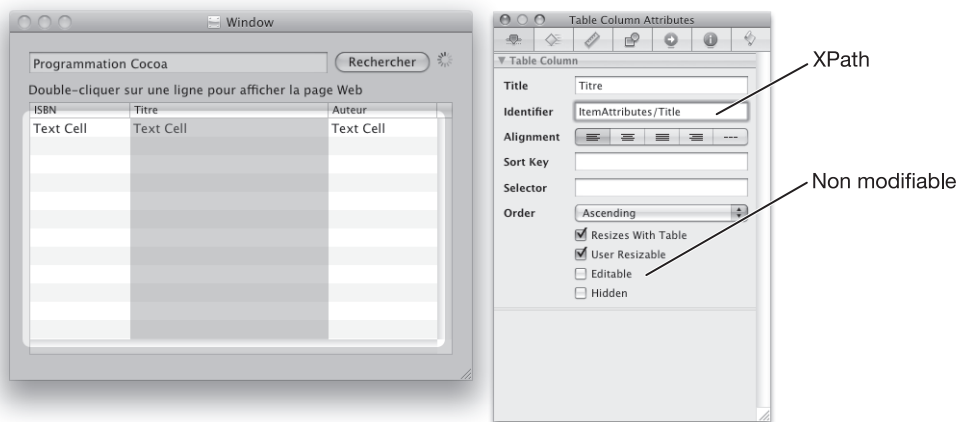 Window
Programmation Cocoa
Rechercher
Double-cliquer sur une ligne pour afficher la page Web
ISBN Titre Auteur
Text Cell Text Cell Text Cell
Table Column Attributes
Table Column
Title Titre
Identifier ItemAttributes/Title
Alignment ---
Sort Key
Selector
Order Ascending
Resizes With Table
User Resizable
Editable
Hidden
XPath
Non modifiable